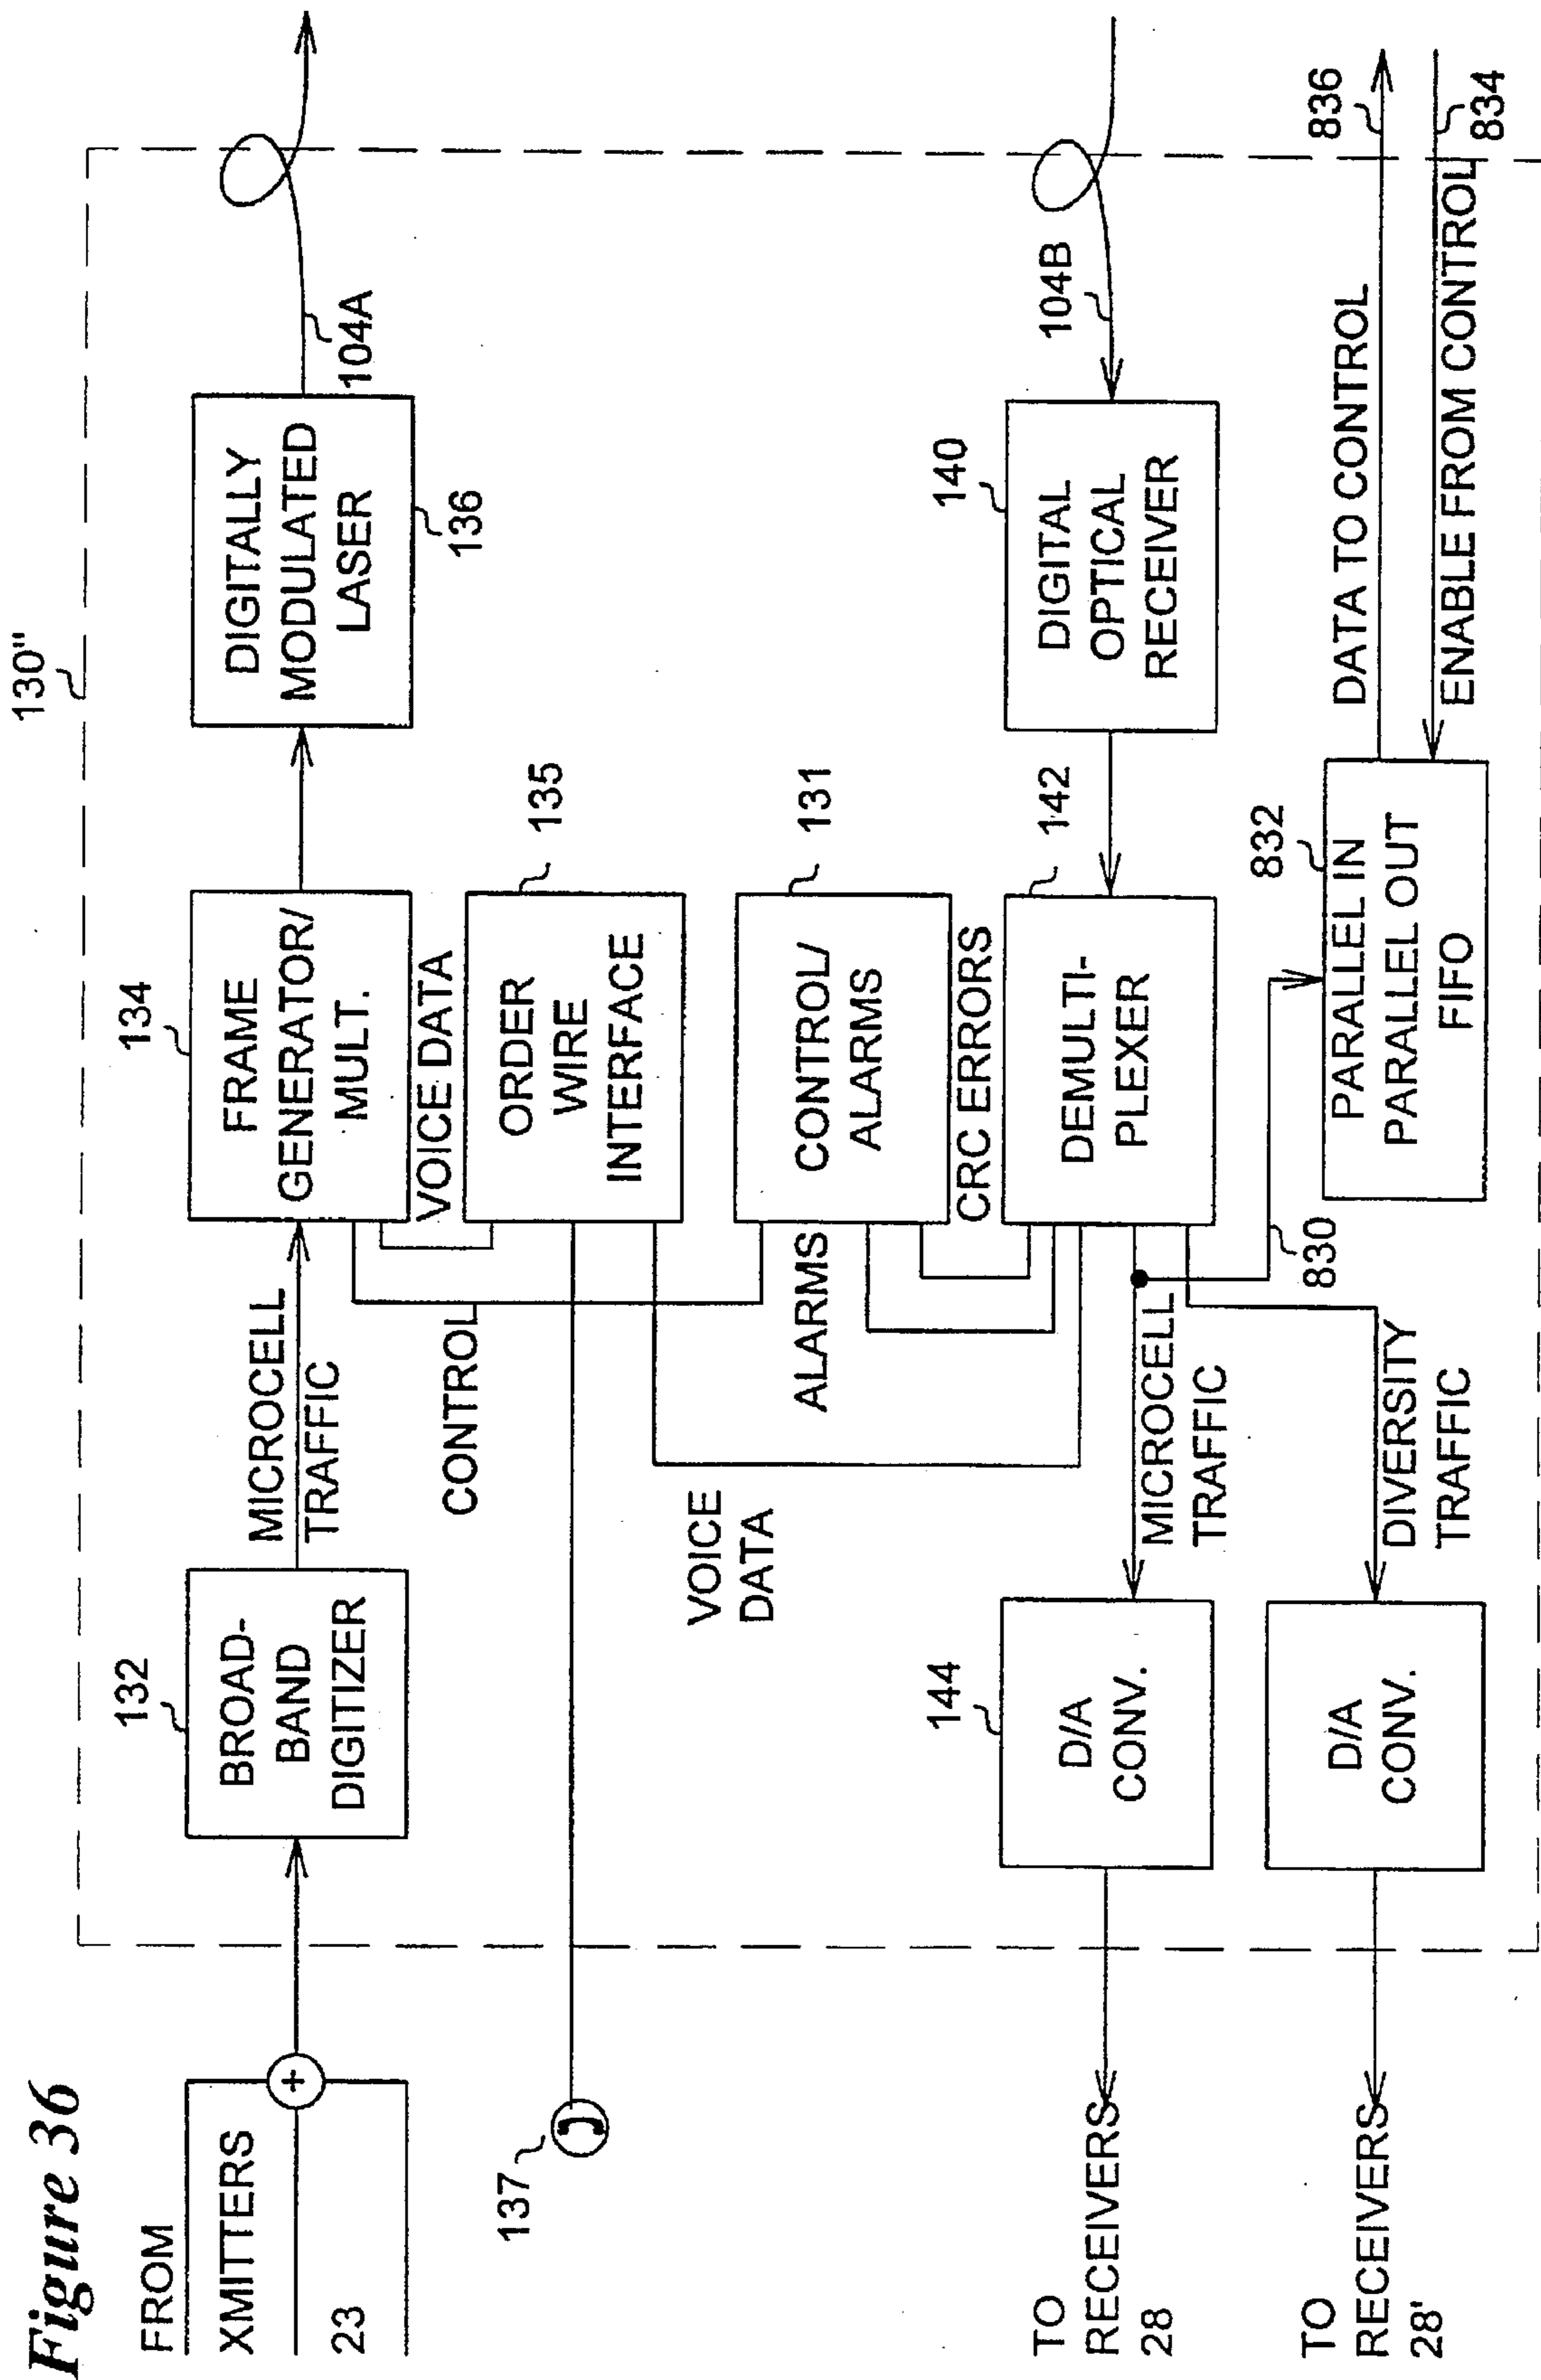 Figure 36
130"
FROM
XMITTERS
23
132
BROAD-
BAND
DIGITIZER
MICROCELL
TRAFFIC
134
FRAME
GENERATOR/
MULT.
DIGITALLY
MODULATED
LASER
136
104A
CONTROL
VOICE DATA
137
135
ORDER
WIRE
INTERFACE
VOICE
DATA
ALARMS
131
CONTROL/
ALARMS
CRC ERRORS
TO
RECEIVERS
28
144
D/A
CONV.
MICROCELL
TRAFFIC
142
DEMULTI-
PLEXER
140
DIGITAL
OPTICAL
RECEIVER
104B
TO
RECEIVERS
28'
D/A
CONV.
DIVERSITY
TRAFFIC
830
832
PARALLEL IN
PARALLEL OUT
FIFO
DATA TO CONTROL
836
ENABLE FROM CONTROL
834